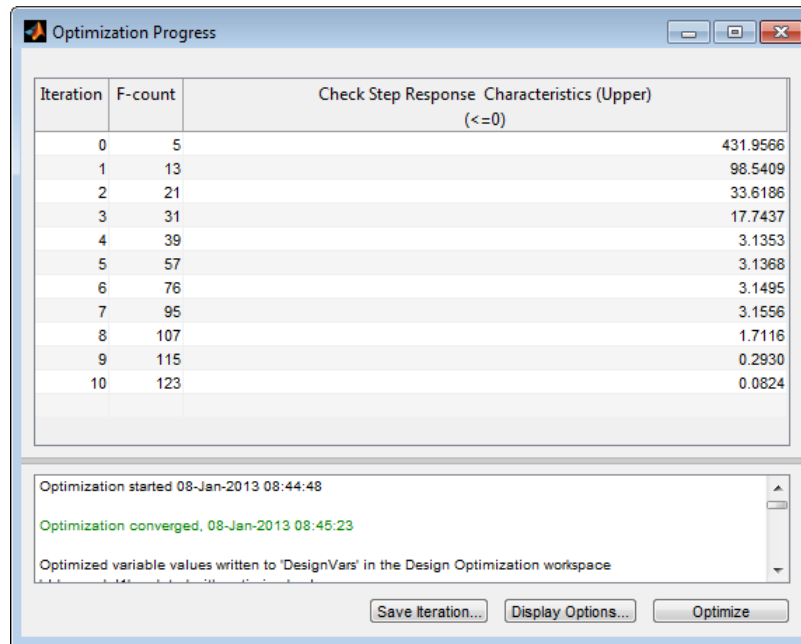 Optimization Progress
Iteration F-count Check Step Response Characteristics (Upper)
(<=0)
0 5 431.9566
1 13 98.5409
2 21 33.6186
3 31 17.7437
4 39 3.1353
5 57 3.1368
6 76 3.1495
7 95 3.1556
8 107 1.7116
9 115 0.2930
10 123 0.0824
Optimization started 08-Jan-2013 08:44:48
Optimization converged, 08-Jan-2013 08:45:23
Optimized variable values written to 'DesignVars' in the Design Optimization workspace
Save Iteration... Display Options... Optimize